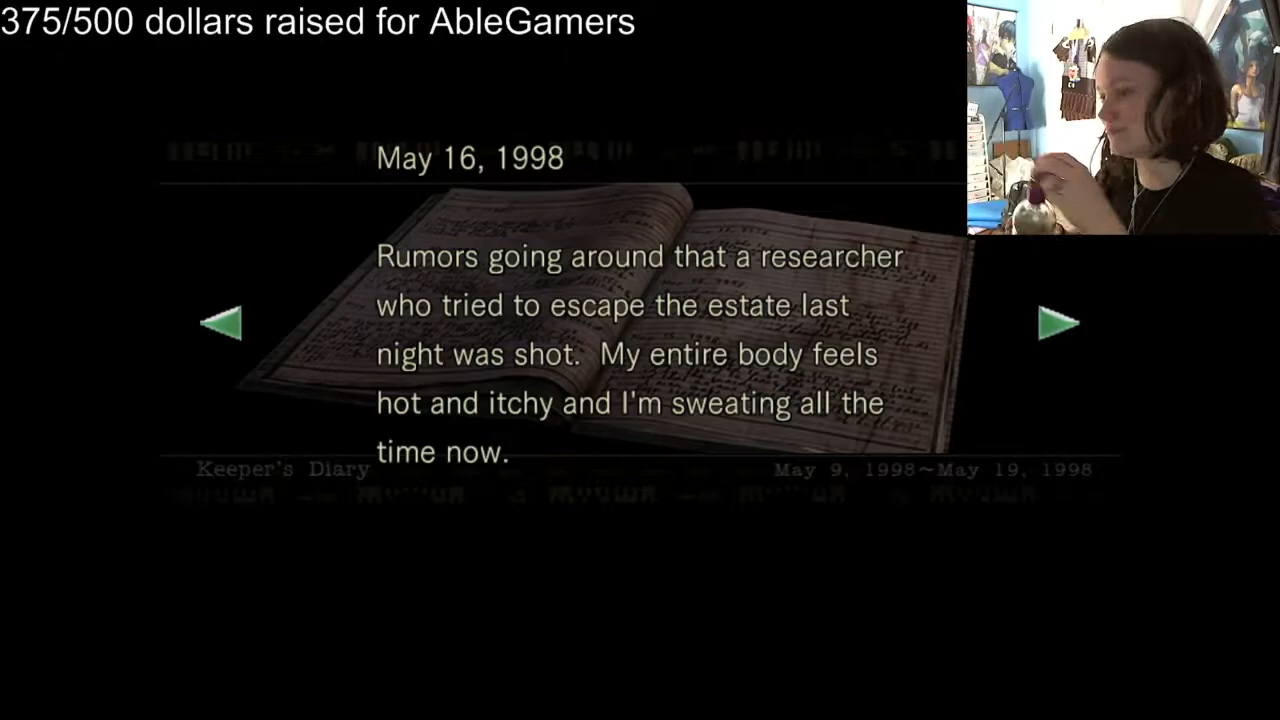 375/500 dollars raised for AbleGamers
May 16, 1998
Rumors going around that a researcher
who tried to escape the estate last
night was shot.  My entire body feels
hot and itchy and I'm sweating all the
time now.
Keeper's Diary
May 9, 1998~May 19, 1998